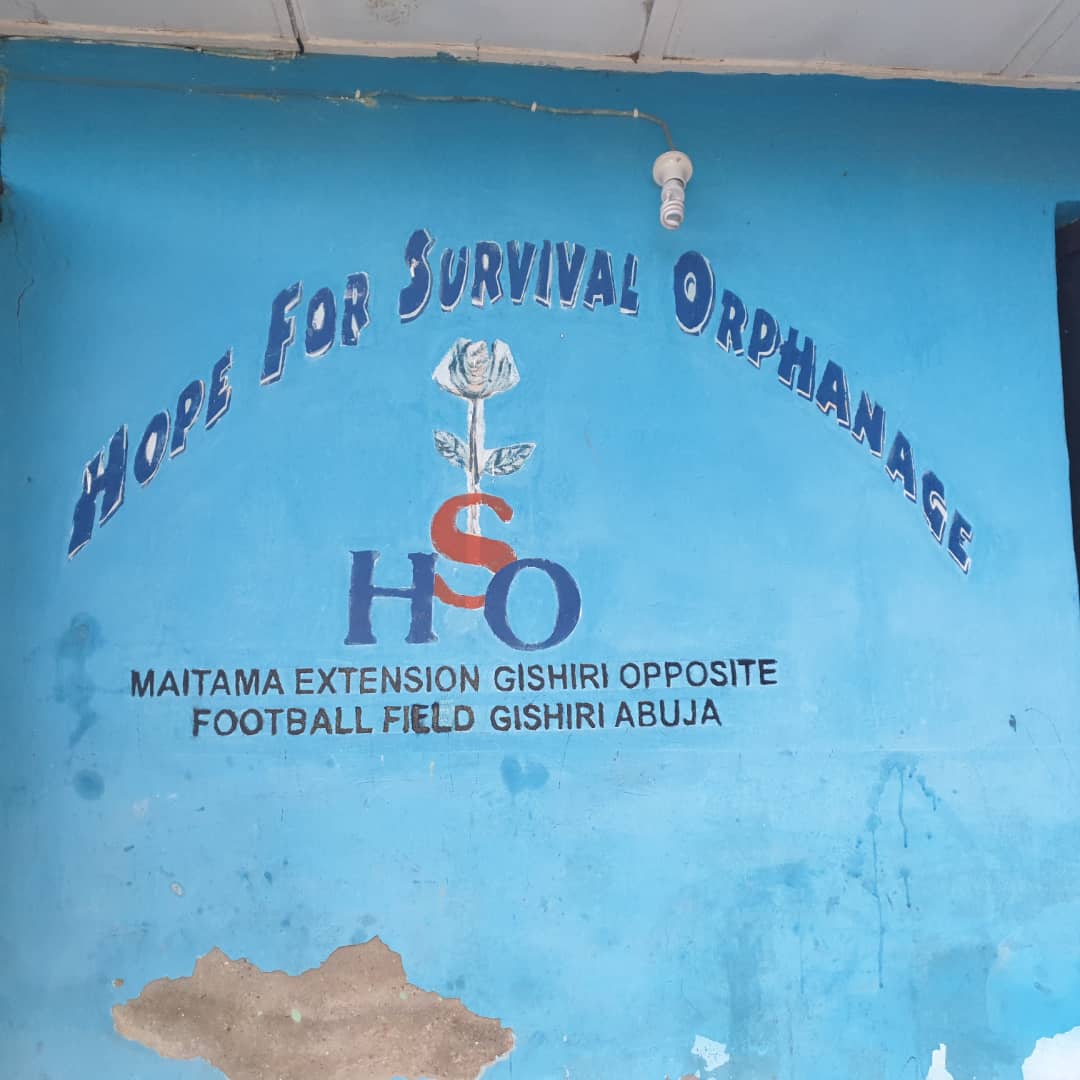 HOPE FOR SURVIVAL ORPHANAGE
HSO
MAITAMA EXTENSION GISHIRI OPPOSITE
FOOTBALL FIELD GISHIRI ABUJA